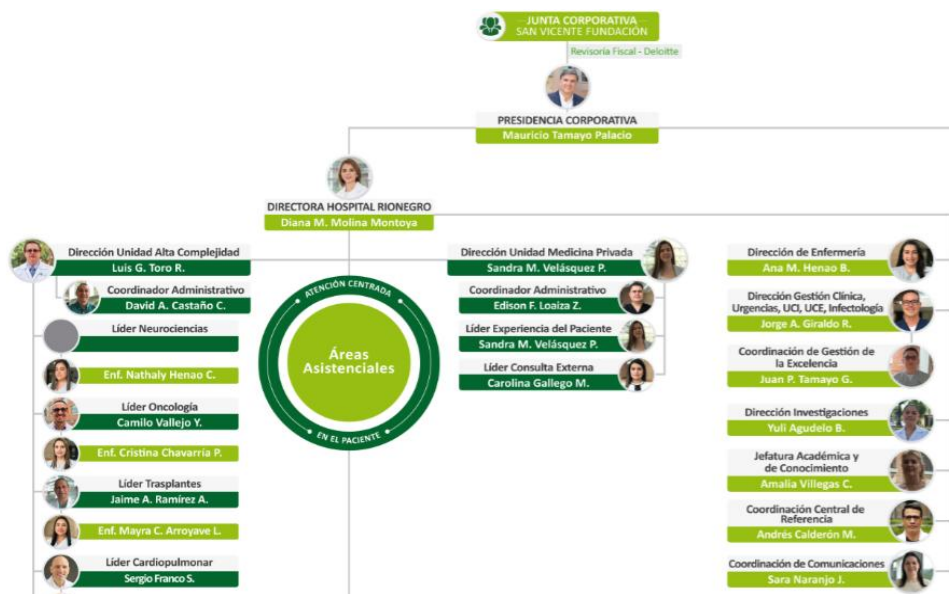 JUNTA CORPORATIVA
SAN VICENTE FUNDACIÓN
Revisoría Fiscal - Deloitte
PRESIDENCIA CORPORATIVA
Mauricio Tamayo Palacio
DIRECTORA HOSPITAL RIONEGRO
Diana M. Molina Montoya
Dirección Unidad Alta Complejidad
Luis G. Toro R.
Coordinador Administrativo
David A. Castaño C.
Líder Neurociencias
Enf. Nathaly Henao C.
Líder Oncología
Camilo Vallejo Y.
Enf. Cristina Chavarría P.
Líder Trasplantes
Jaime A. Ramírez A.
Enf. Mayra C. Arroyave L.
Líder Cardiopulmonar
Sergio Franco S.
ATENCIÓN CENTRADA
Áreas
Asistenciales
EN EL PACIENTE
Dirección Unidad Medicina Privada
Sandra M. Velásquez P.
Coordinador Administrativo
Edison F. Loaiza Z.
Líder Experiencia del Paciente
Sandra M. Velásquez P.
Líder Consulta Externa
Carolina Gallego M.
Dirección de Enfermería
Ana M. Henao B.
Dirección Gestión Clínica,
Urgencias, UCI, UCE, Infectología
Jorge A. Giraldo R.
Coordinación de Gestión de
la Excelencia
Juan P. Tamayo G.
Dirección Investigaciones
Yuli Agudelo B.
Jefatura Académica y
de Conocimiento
Amalia Villegas C.
Coordinación Central de
Referencia
Andrés Calderón M.
Coordinación de Comunicaciones
Sara Naranjo J.